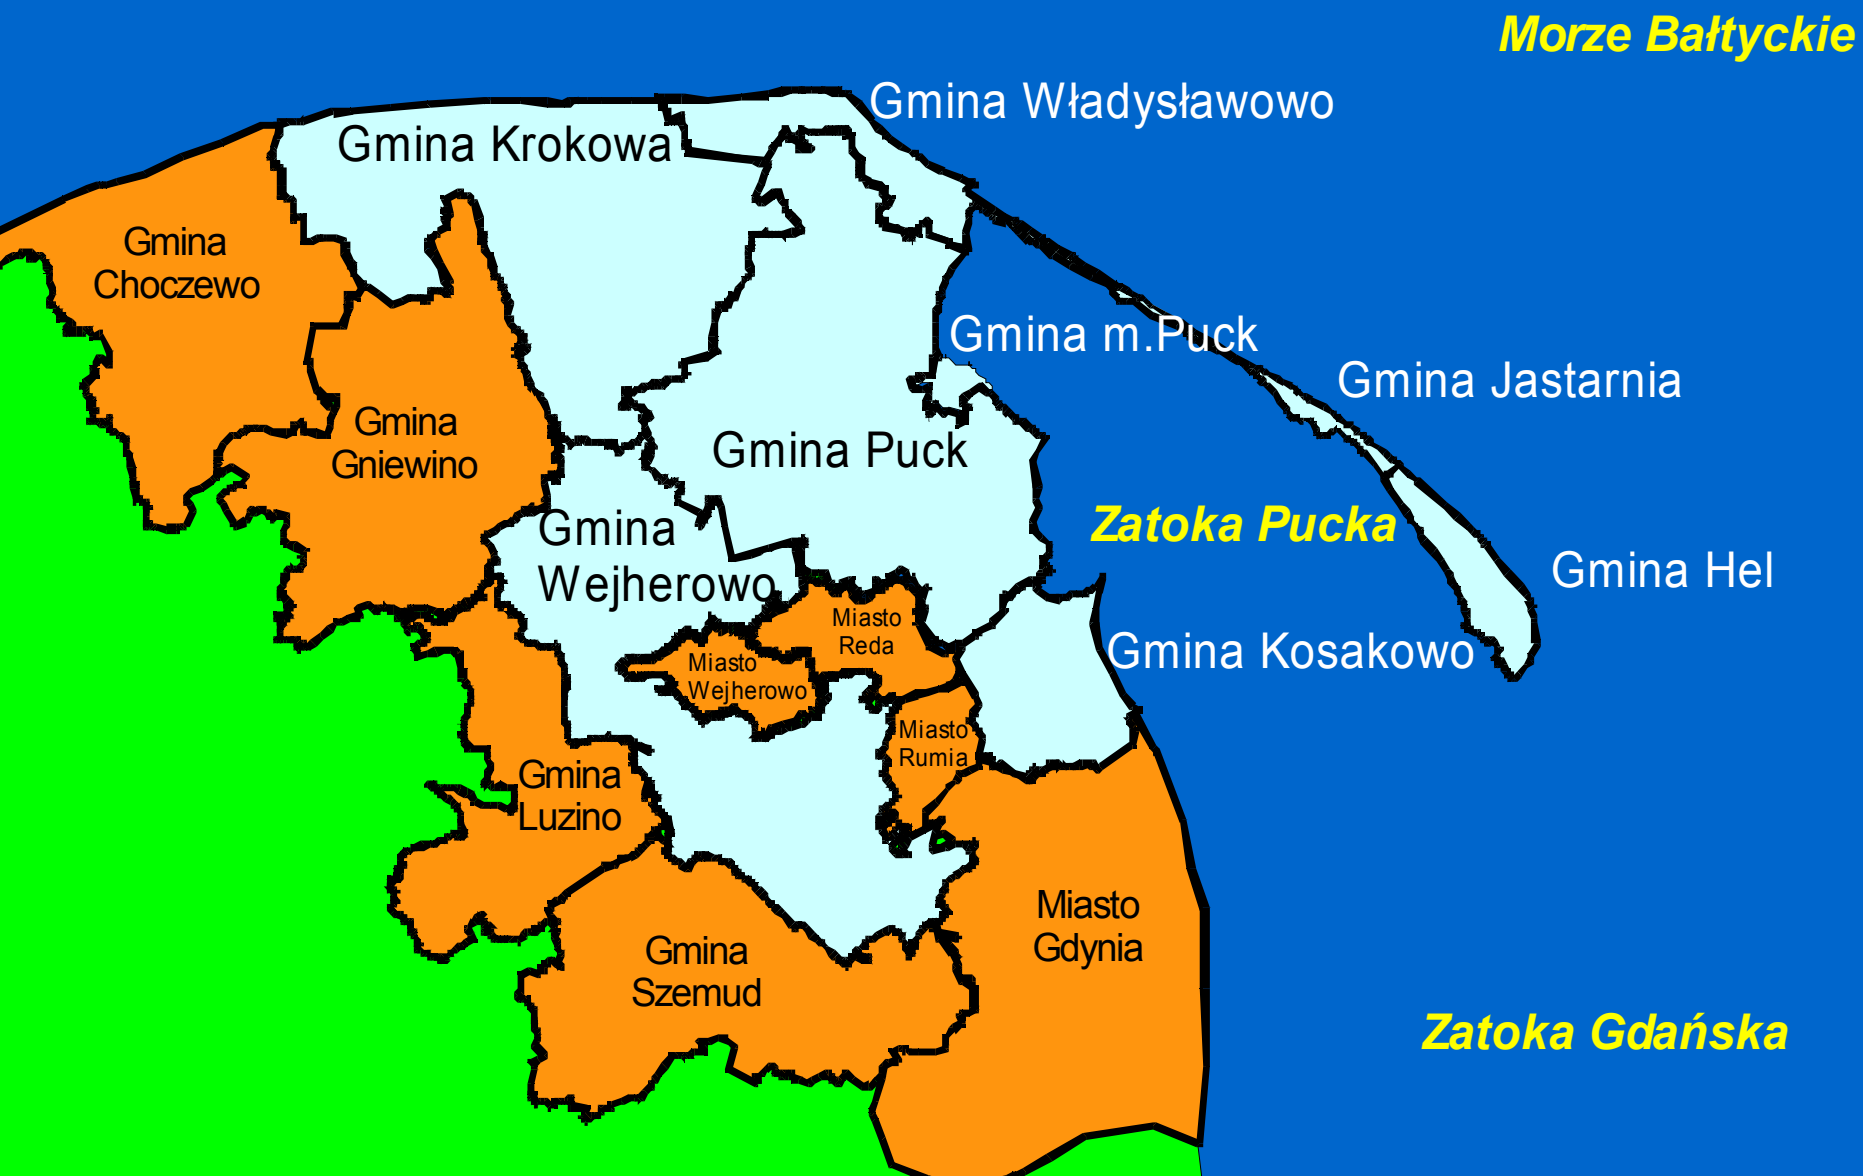 Morze Bałtyckie
Gmina Władysławowo
Gmina Krokowa
Gmina
Choczewo
Gmina m.Puck
Gmina Jastarnia
Gmina
Gniewino
Gmina Puck
Zatoka Pucka
Gmina
Wejherowo
Gmina Hel
Miasto
Reda
Gmina Kosakowo
Miasto
Wejherowo
Miasto
Rumia
Gmina
Luzino
Miasto
Gdynia
Gmina
Szemud
Zatoka Gdańska